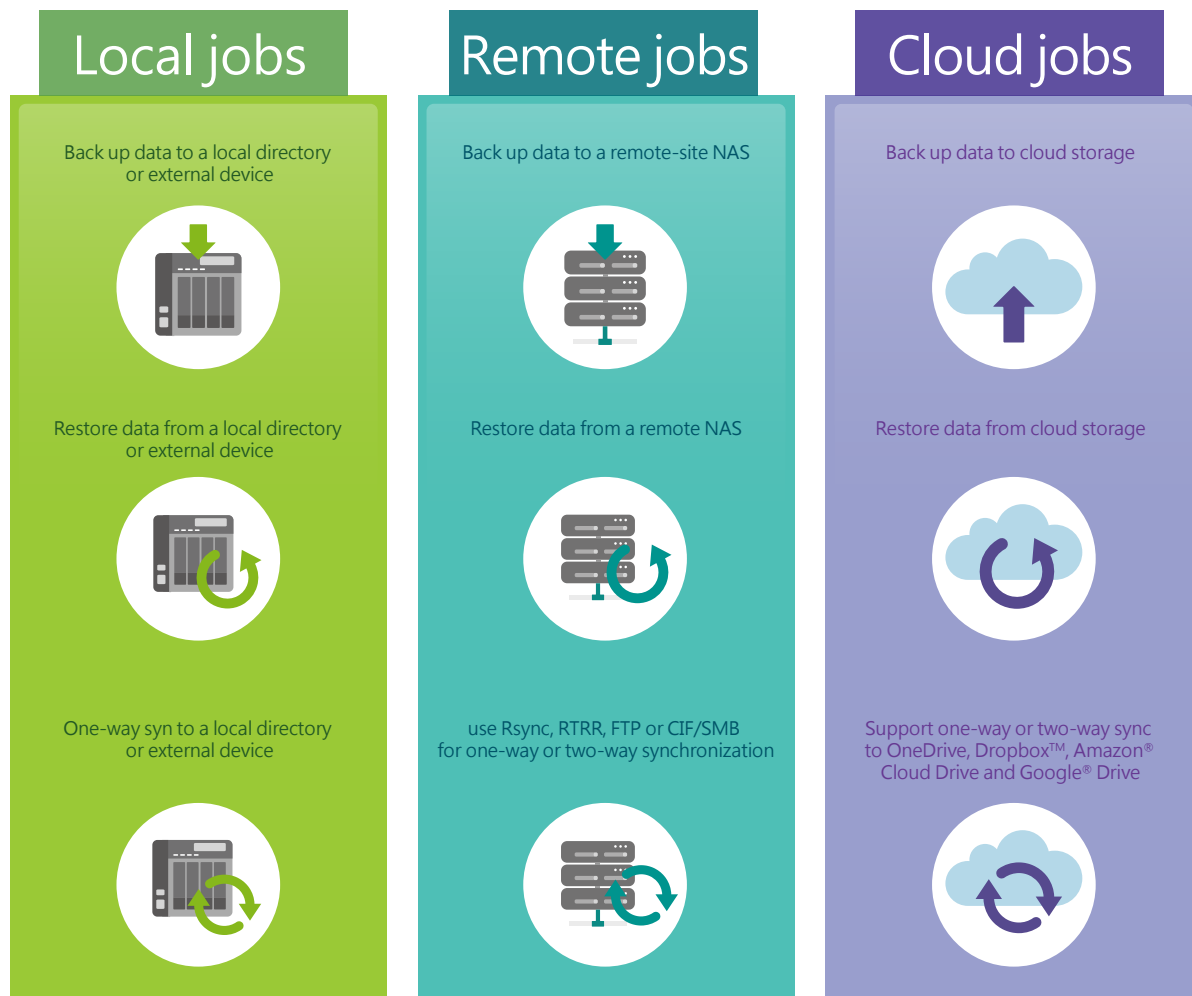 Local jobs
Back up data to a local directory
or external device
Restore data from a local directory
or external device
One-way syn to a local directory
or external device
Remote jobs
Back up data to a remote-site NAS
Restore data from a remote NAS
use Rsync, RTRR, FTP or CIF/SMB
for one-way or two-way synchronization
Cloud jobs
Back up data to cloud storage
Restore data from cloud storage
Support one-way or two-way sync
to OneDrive, Dropbox™, Amazon®
Cloud Drive and Google® Drive